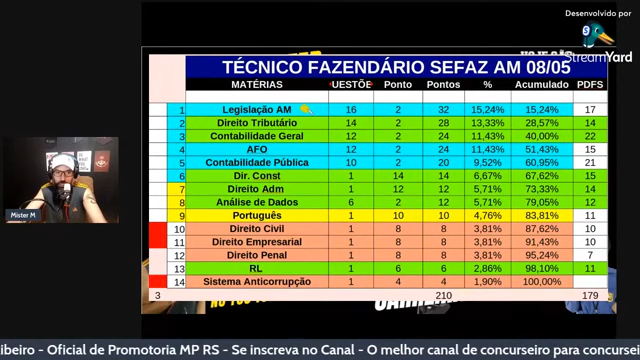 Desenvolvido por
StreamYard
TÉCNICO FAZENDÁRIO SEFAZ AM 08/05
MATÉRIAS UESTÕE Ponto Pontos % Acumulado PDFS
1 Legislação AM 16 2 32 15,24% 15,24% 17
2 Direito Tributário 14 2 28 13,33% 28,57% 14
3 Contabilidade Geral 12 2 24 11,43% 40,00% 22
4 AFO 12 2 24 11,43% 51,43% 15
5 Contabilidade Pública 10 2 20 9,52% 60,95% 21
6 Dir. Const 1 14 14 6,67% 67,62% 15
7 Direito Adm 1 12 12 5,71% 73,33% 14
8 Análise de Dados 6 2 12 5,71% 79,05% 12
9 Português 1 10 10 4,76% 83,81% 11
10 Direito Civil 1 8 8 3,81% 87,62% 10
11 Direito Empresarial 1 8 8 3,81% 91,43% 10
12 Direito Penal 1 8 8 3,81% 95,24% 7
13 RL 1 6 6 2,86% 98,10% 11
14 Sistema Anticorrupção 1 4 4 1,90% 100,00%
3 210 179
Mister M
ibeiro - Oficial de Promotoria MP RS - Se inscreva no Canal - O melhor canal de concurseiro para concursei